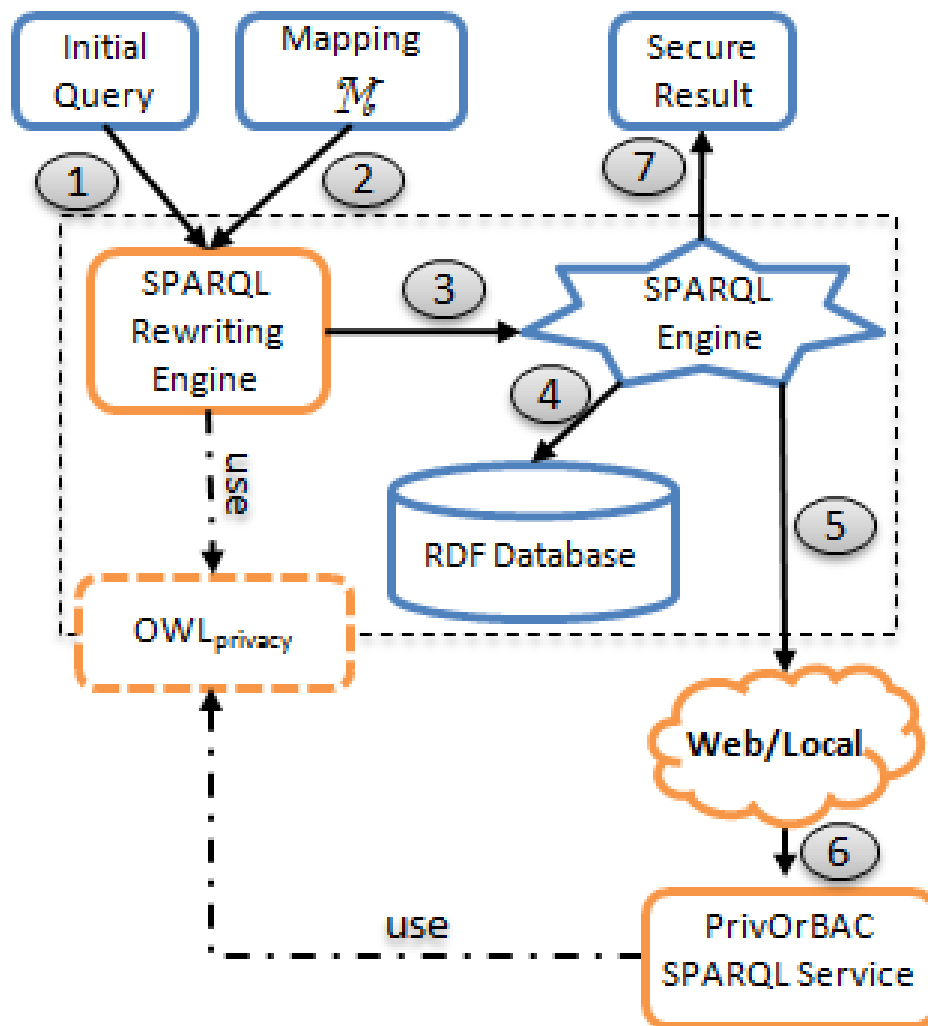 Initial
Query
Mapping
ℳ
Secure
Result
1
2
7
SPARQL
Rewriting
Engine
3
SPARQL
Engine
4
use
RDF Database
5
OWLprivacy
Web/Local
6
use
PrivOrBAC
SPARQL Service